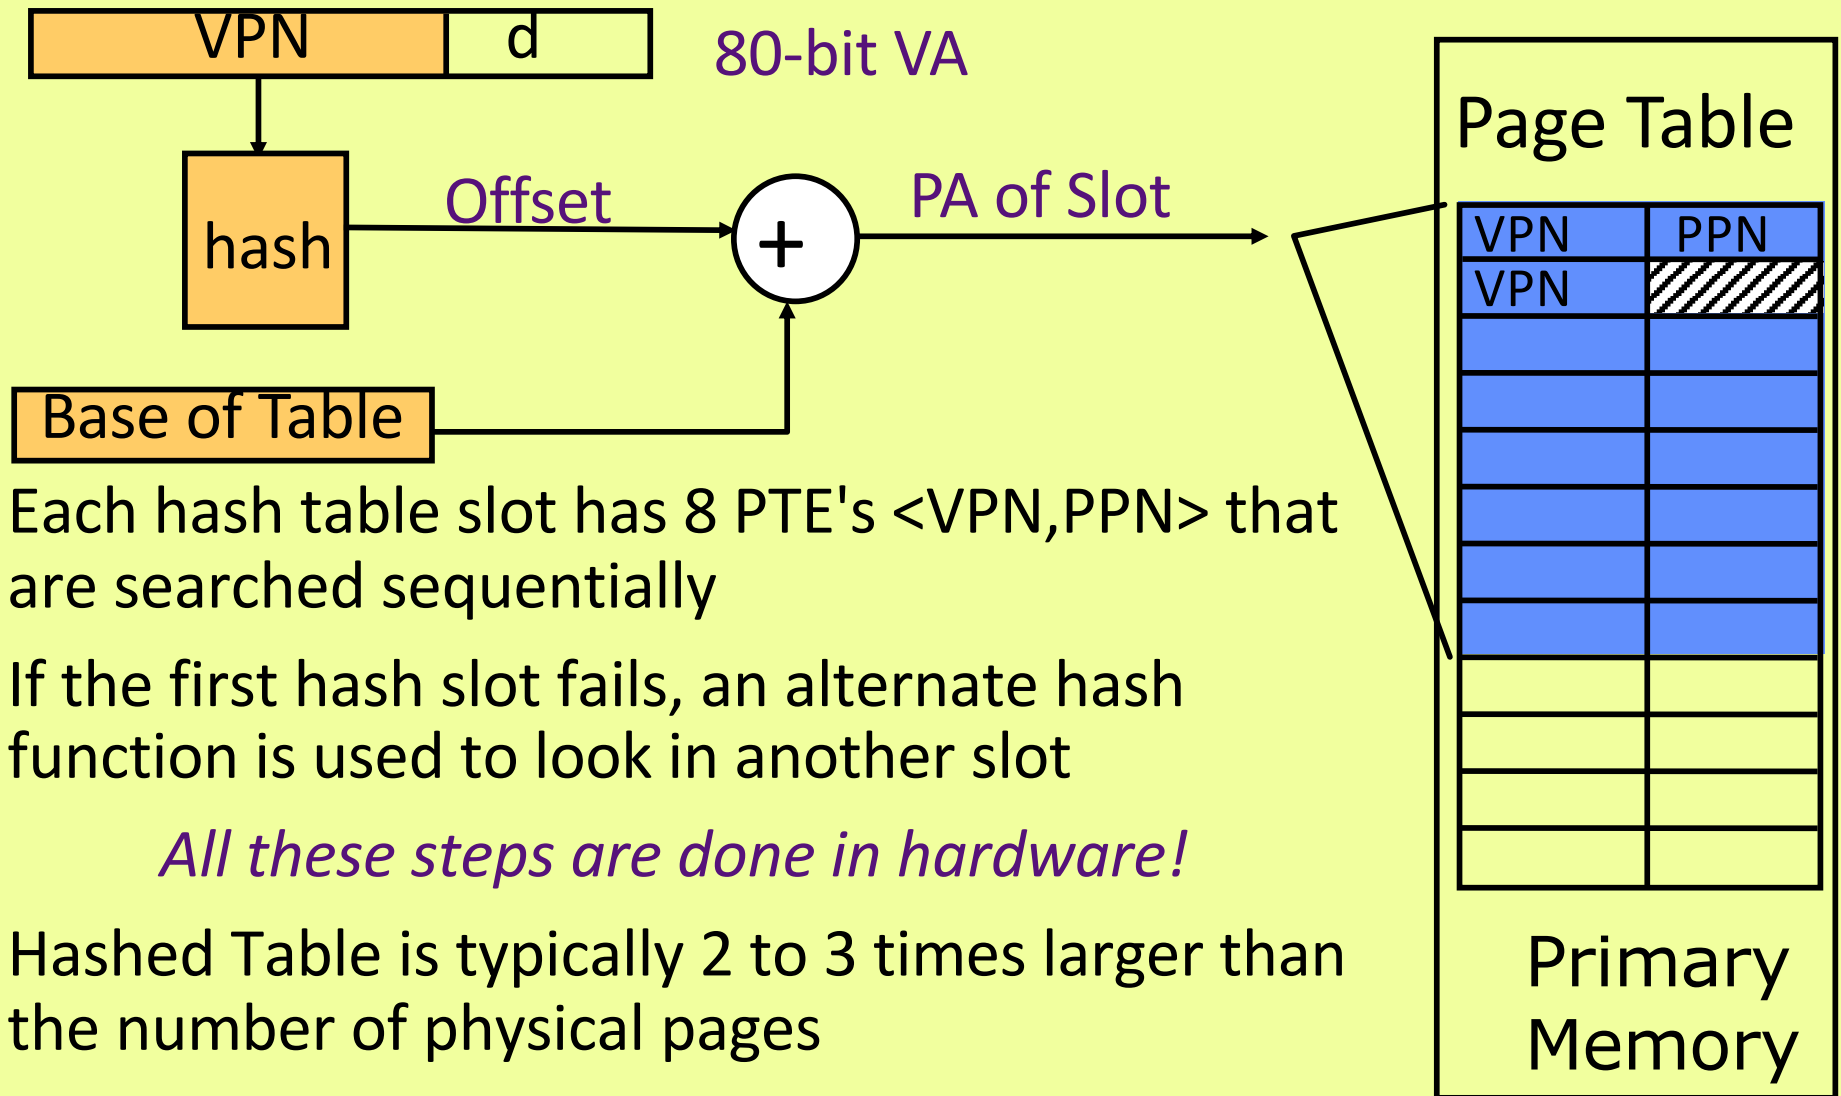 VPN d
80-bit VA
hash
Offset
+
PA of Slot
Base of Table
Each hash table slot has 8 PTE's <VPN,PPN> that
are searched sequentially
If the first hash slot fails, an alternate hash
function is used to look in another slot
All these steps are done in hardware!
Hashed Table is typically 2 to 3 times larger than
the number of physical pages
Page Table
VPN PPN
VPN
Primary
Memory